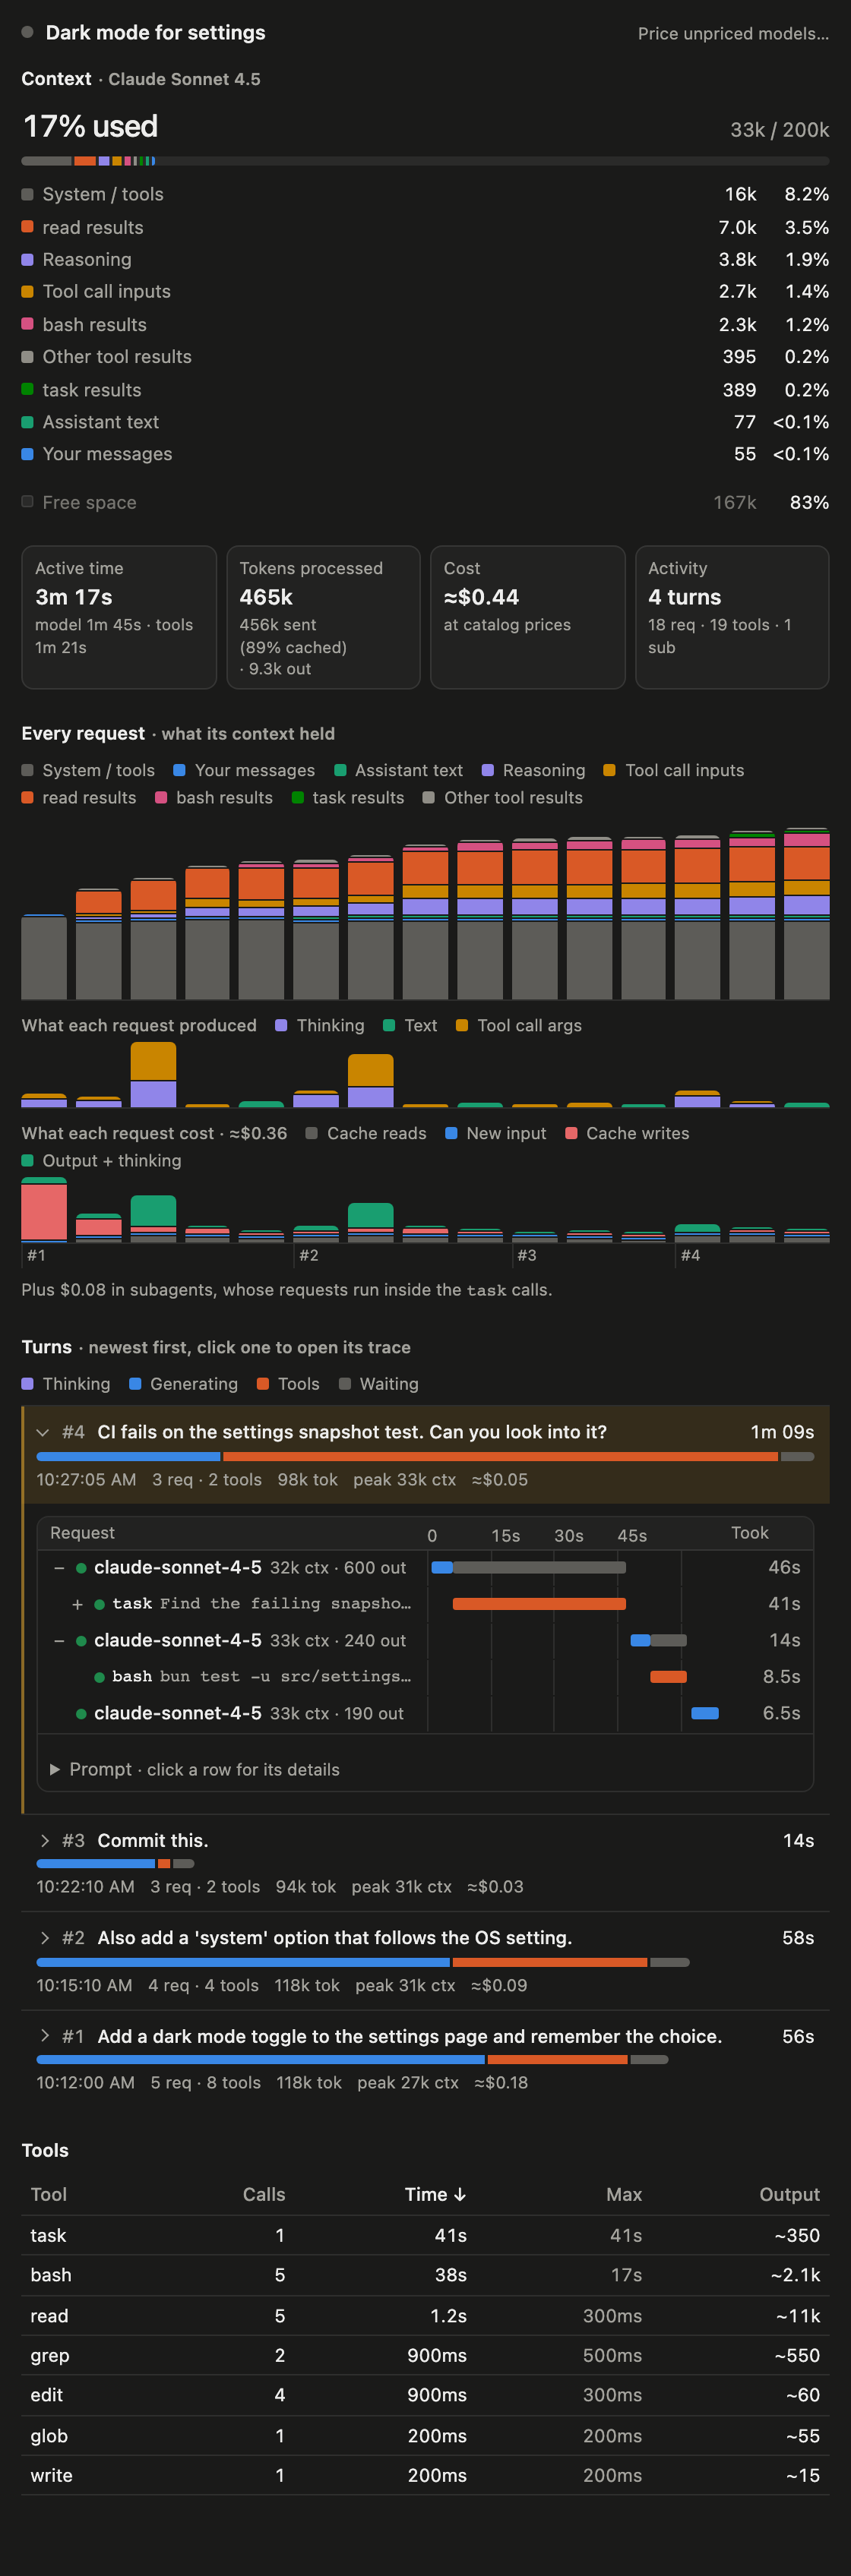 Dark mode for settings
Price unpriced models...
Context · Claude Sonnet 4.5
17% used
33k / 200k
System / tools 16k 8.2%
read results 7.0k 3.5%
Reasoning 3.8k 1.9%
Tool call inputs 2.7k 1.4%
bash results 2.3k 1.2%
Other tool results 395 0.2%
task results 389 0.2%
Assistant text 77 <0.1%
Your messages 55 <0.1%
Free space 167k 83%
Active time
3m 17s
model 1m 45s · tools
1m 21s
Tokens processed
465k
456k sent
(89% cached)
· 9.3k out
Cost
≈$0.44
at catalog prices
Activity
4 turns
18 req · 19 tools · 1
sub
Every request · what its context held
System / tools Your messages Assistant text Reasoning Tool call inputs
read results bash results task results Other tool results
What each request produced Thinking Text Tool call args
What each request cost · ≈$0.36 Cache reads New input Cache writes
Output + thinking
#1 #2 #3 #4
Plus $0.08 in subagents, whose requests run inside the task calls.
Turns · newest first, click one to open its trace
Thinking Generating Tools Waiting
#4 CI fails on the settings snapshot test. Can you look into it? 1m 09s
10:27:05 AM 3 req · 2 tools 98k tok peak 33k ctx ≈$0.05
Request 0 15s 30s 45s Took
− claude-sonnet-4-5 32k ctx · 600 out 46s
+ task Find the failing snapsho… 41s
− claude-sonnet-4-5 33k ctx · 240 out 14s
bash bun test -u src/settings… 8.5s
claude-sonnet-4-5 33k ctx · 190 out 6.5s
Prompt · click a row for its details
#3 Commit this. 14s
10:22:10 AM 3 req · 2 tools 94k tok peak 31k ctx ≈$0.03
#2 Also add a 'system' option that follows the OS setting. 58s
10:15:10 AM 4 req · 4 tools 118k tok peak 31k ctx ≈$0.09
#1 Add a dark mode toggle to the settings page and remember the choice. 56s
10:12:00 AM 5 req · 8 tools 118k tok peak 27k ctx ≈$0.18
Tools
Tool Calls Time ↓ Max Output
task 1 41s 41s ~350
bash 5 38s 17s ~2.1k
read 5 1.2s 300ms ~11k
grep 2 900ms 500ms ~550
edit 4 900ms 300ms ~60
glob 1 200ms 200ms ~55
write 1 200ms 200ms ~15